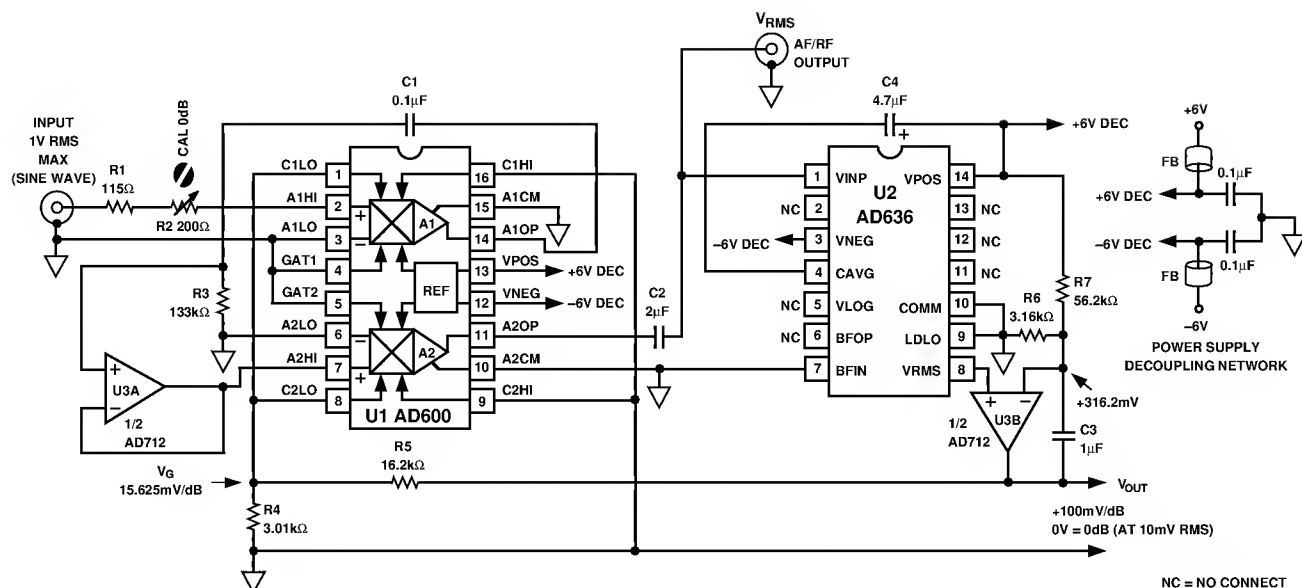 INPUT
1V RMS
MAX
(SINE WAVE)
R1
115Ω
CAL 0dB
R2 200Ω
C1
0.1µF
R3
133kΩ
U3A
+
−
1/2
AD712
VG
15.625mV/dB
R4
3.01kΩ
R5
16.2kΩ
C1LO
1
A1HI
2
A1LO
3
GAT1
4
GAT2
5
A2LO
6
A2HI
7
C2LO
8
+
−
A1
REF
−
+
A2
U1 AD600
16
C1HI
15
A1CM
14
A1OP
13
VPOS
+6V DEC
12
VNEG
−6V DEC
11
A2OP
10
A2CM
9
C2HI
C2
2µF
VRMS
AF/RF
OUTPUT
C4
4.7µF
+
+6V DEC
U2
AD636
1
VINP
NC
2
−6V DEC
3
VNEG
4
CAVG
NC
5
VLOG
NC
6
BFOP
7
BFIN
VPOS
14
13
NC
12
NC
11
NC
COMM
10
LDLO
9
VRMS
8
R6
3.16kΩ
R7
56.2kΩ
+316.2mV
+
−
U3B
1/2
AD712
C3
1µF
VOUT
+100mV/dB
0V = 0dB (AT 10mV RMS)
+6V
FB
0.1µF
+6V DEC
−6V DEC
0.1µF
FB
−6V
POWER SUPPLY
DECOUPLING NETWORK
NC = NO CONNECT